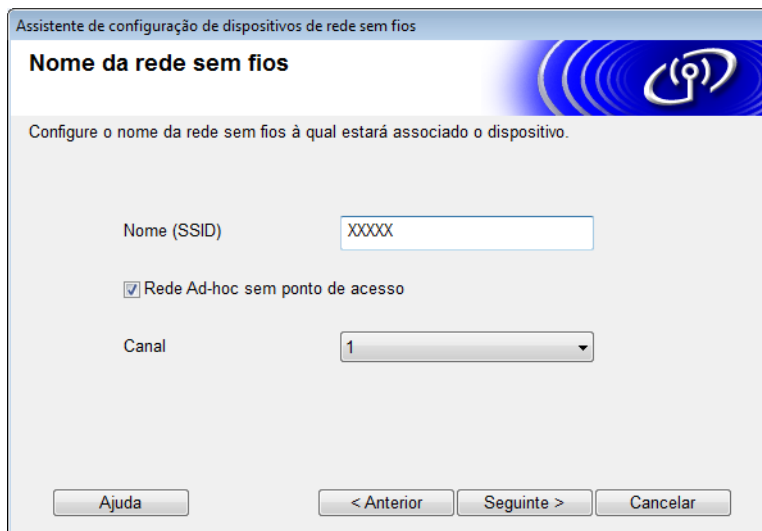 Assistente de configuração de dispositivos de rede sem fios
Nome da rede sem fios
Configure o nome da rede sem fios à qual estará associado o dispositivo.
Nome (SSID) XXXXX
Rede Ad-hoc sem ponto de acesso
Canal 1
Ajuda < Anterior Seguinte > Cancelar